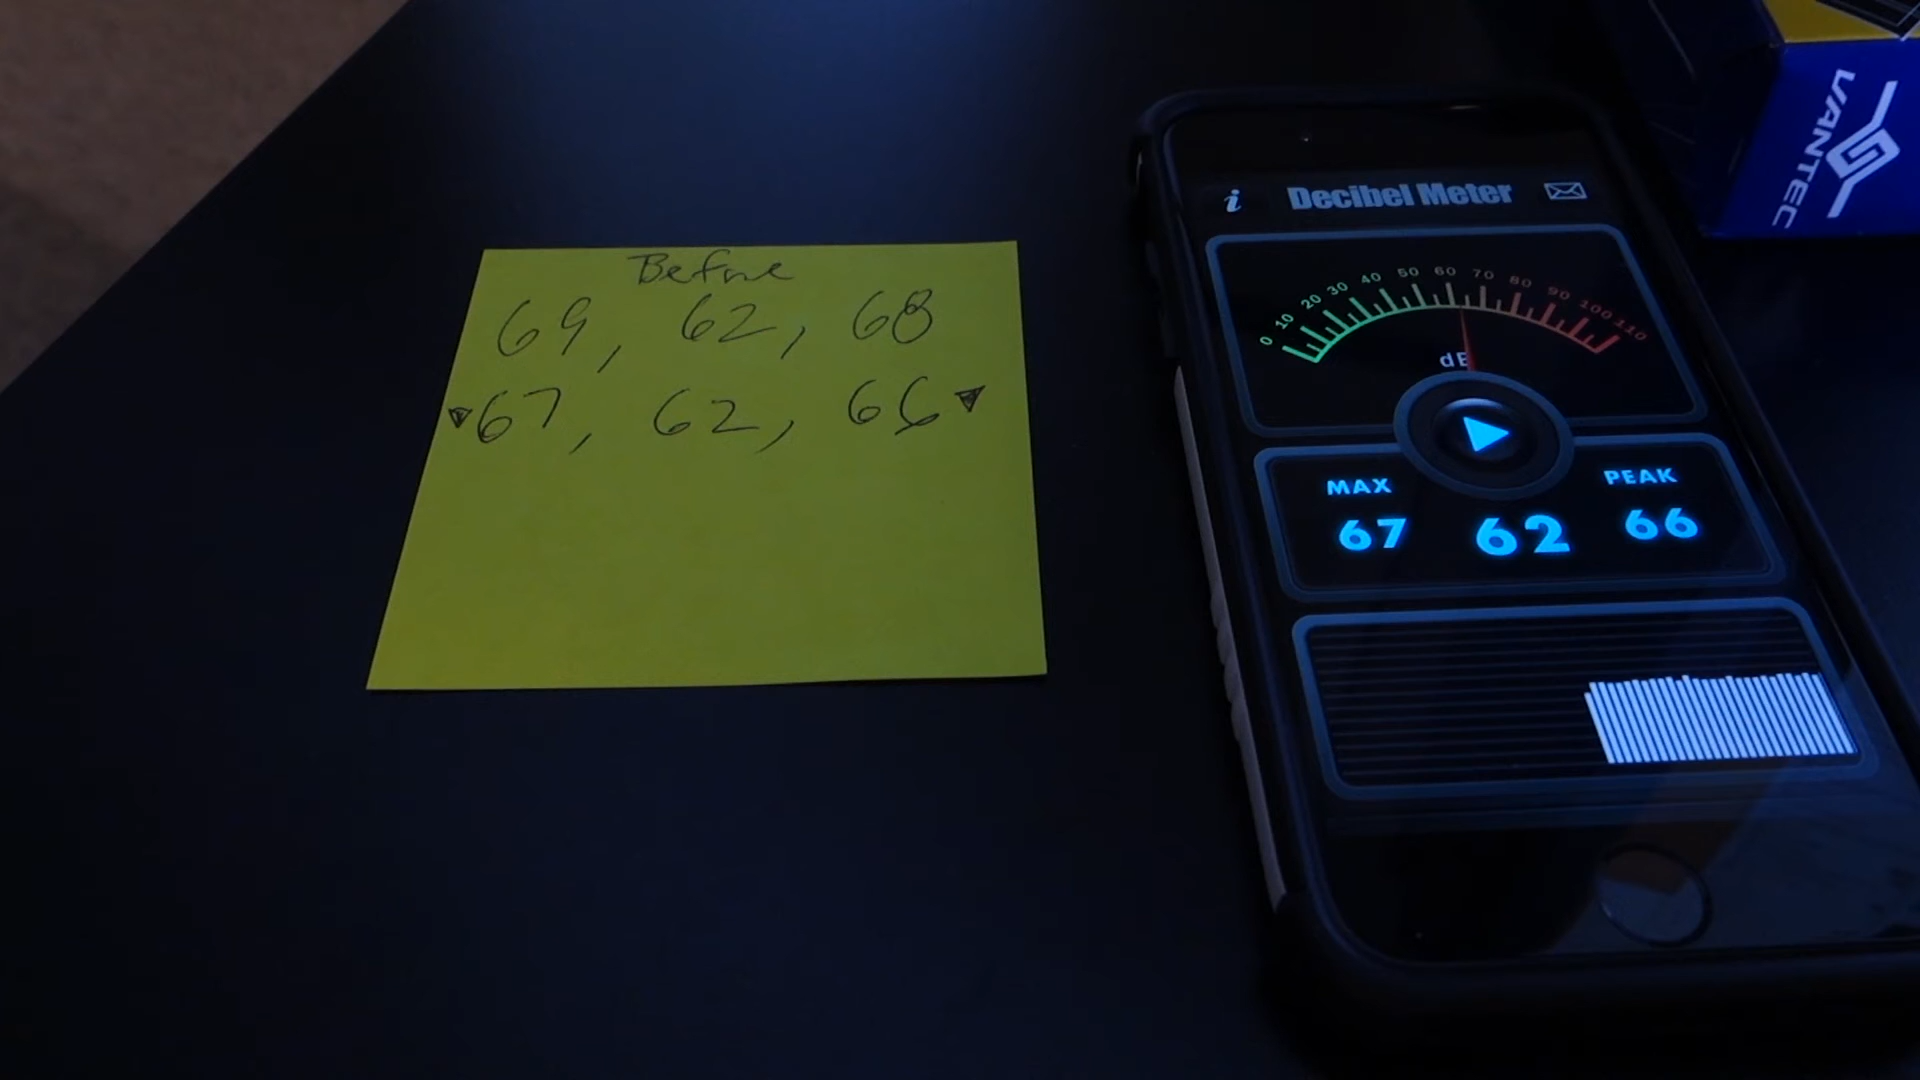 Before
69, 62, 68
▼67, 62, 66▼
i Decibel Meter
0 10 20 30 40 50 60 70 80 90 100 110
dB
MAX PEAK
67 62 66
VANTEC